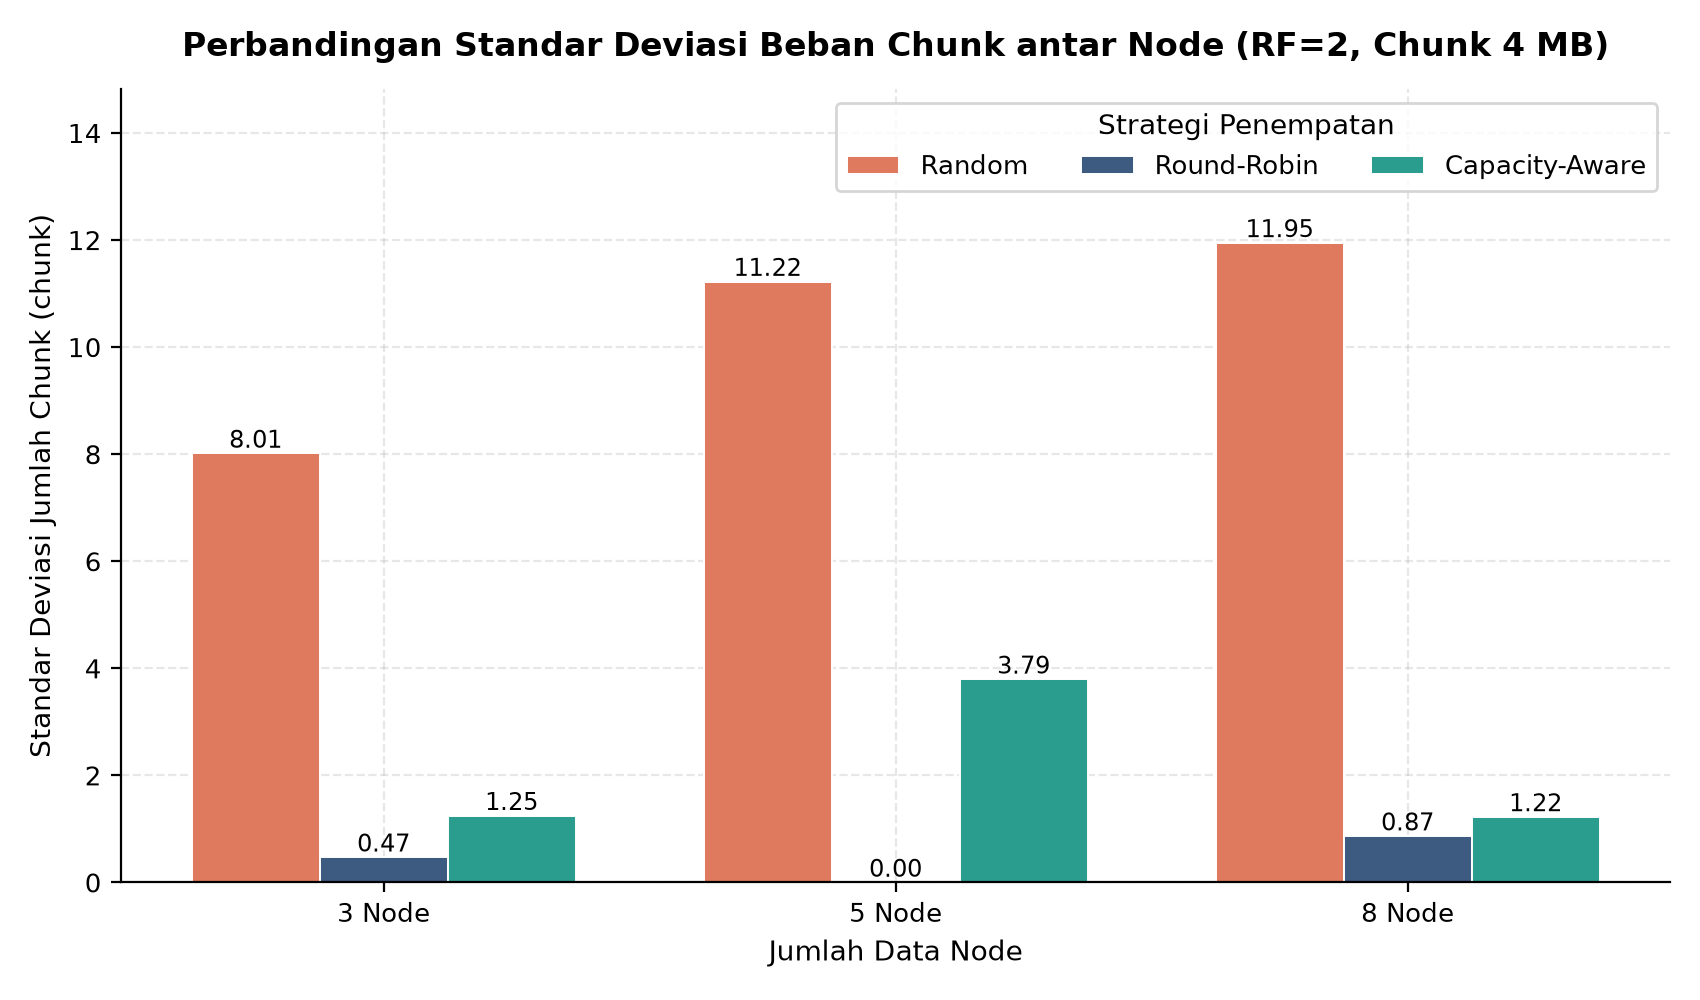 Perbandingan Standar Deviasi Beban Chunk antar Node (RF=2, Chunk 4 MB)
Strategi Penempatan
Random Round-Robin Capacity-Aware
Standar Deviasi Jumlah Chunk (chunk)
14
12
10
8
6
4
2
0
8.01
0.47
1.25
11.22
0.00
3.79
11.95
0.87
1.22
3 Node 5 Node 8 Node
Jumlah Data Node